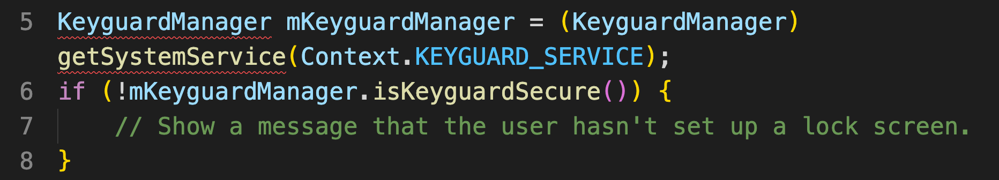 5 KeyguardManager mKeyguardManager = (KeyguardManager)
getSystemService(Context.KEYGUARD_SERVICE);
6 if (!mKeyguardManager.isKeyguardSecure()) {
7     // Show a message that the user hasn't set up a lock screen.
8 }